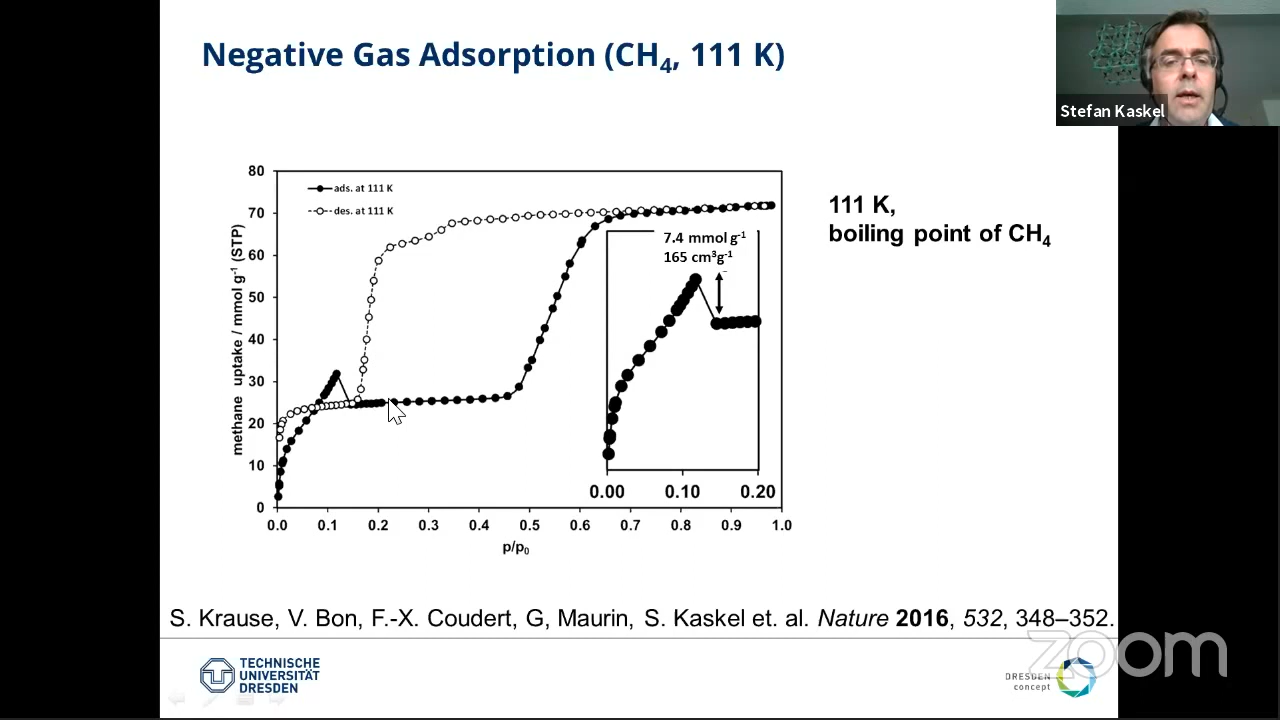 Negative Gas Adsorption (CH₄, 111 K)
Stefan Kaskel
80
70
60
50
40
30
20
10
0
methane uptake / mmol g⁻¹ (STP)
ads. at 111 K
des. at 111 K
7.4 mmol g⁻¹
165 cm³g⁻¹
0.00 0.10 0.20
0.0 0.1 0.2 0.3 0.4 0.5 0.6 0.7 0.8 0.9 1.0
p/p₀
111 K,
boiling point of CH₄
S. Krause, V. Bon, F.-X. Coudert, G, Maurin, S. Kaskel et. al. Nature 2016, 532, 348–352.
TECHNISCHE
UNIVERSITÄT
DRESDEN
DRESDEN
concept
zoom